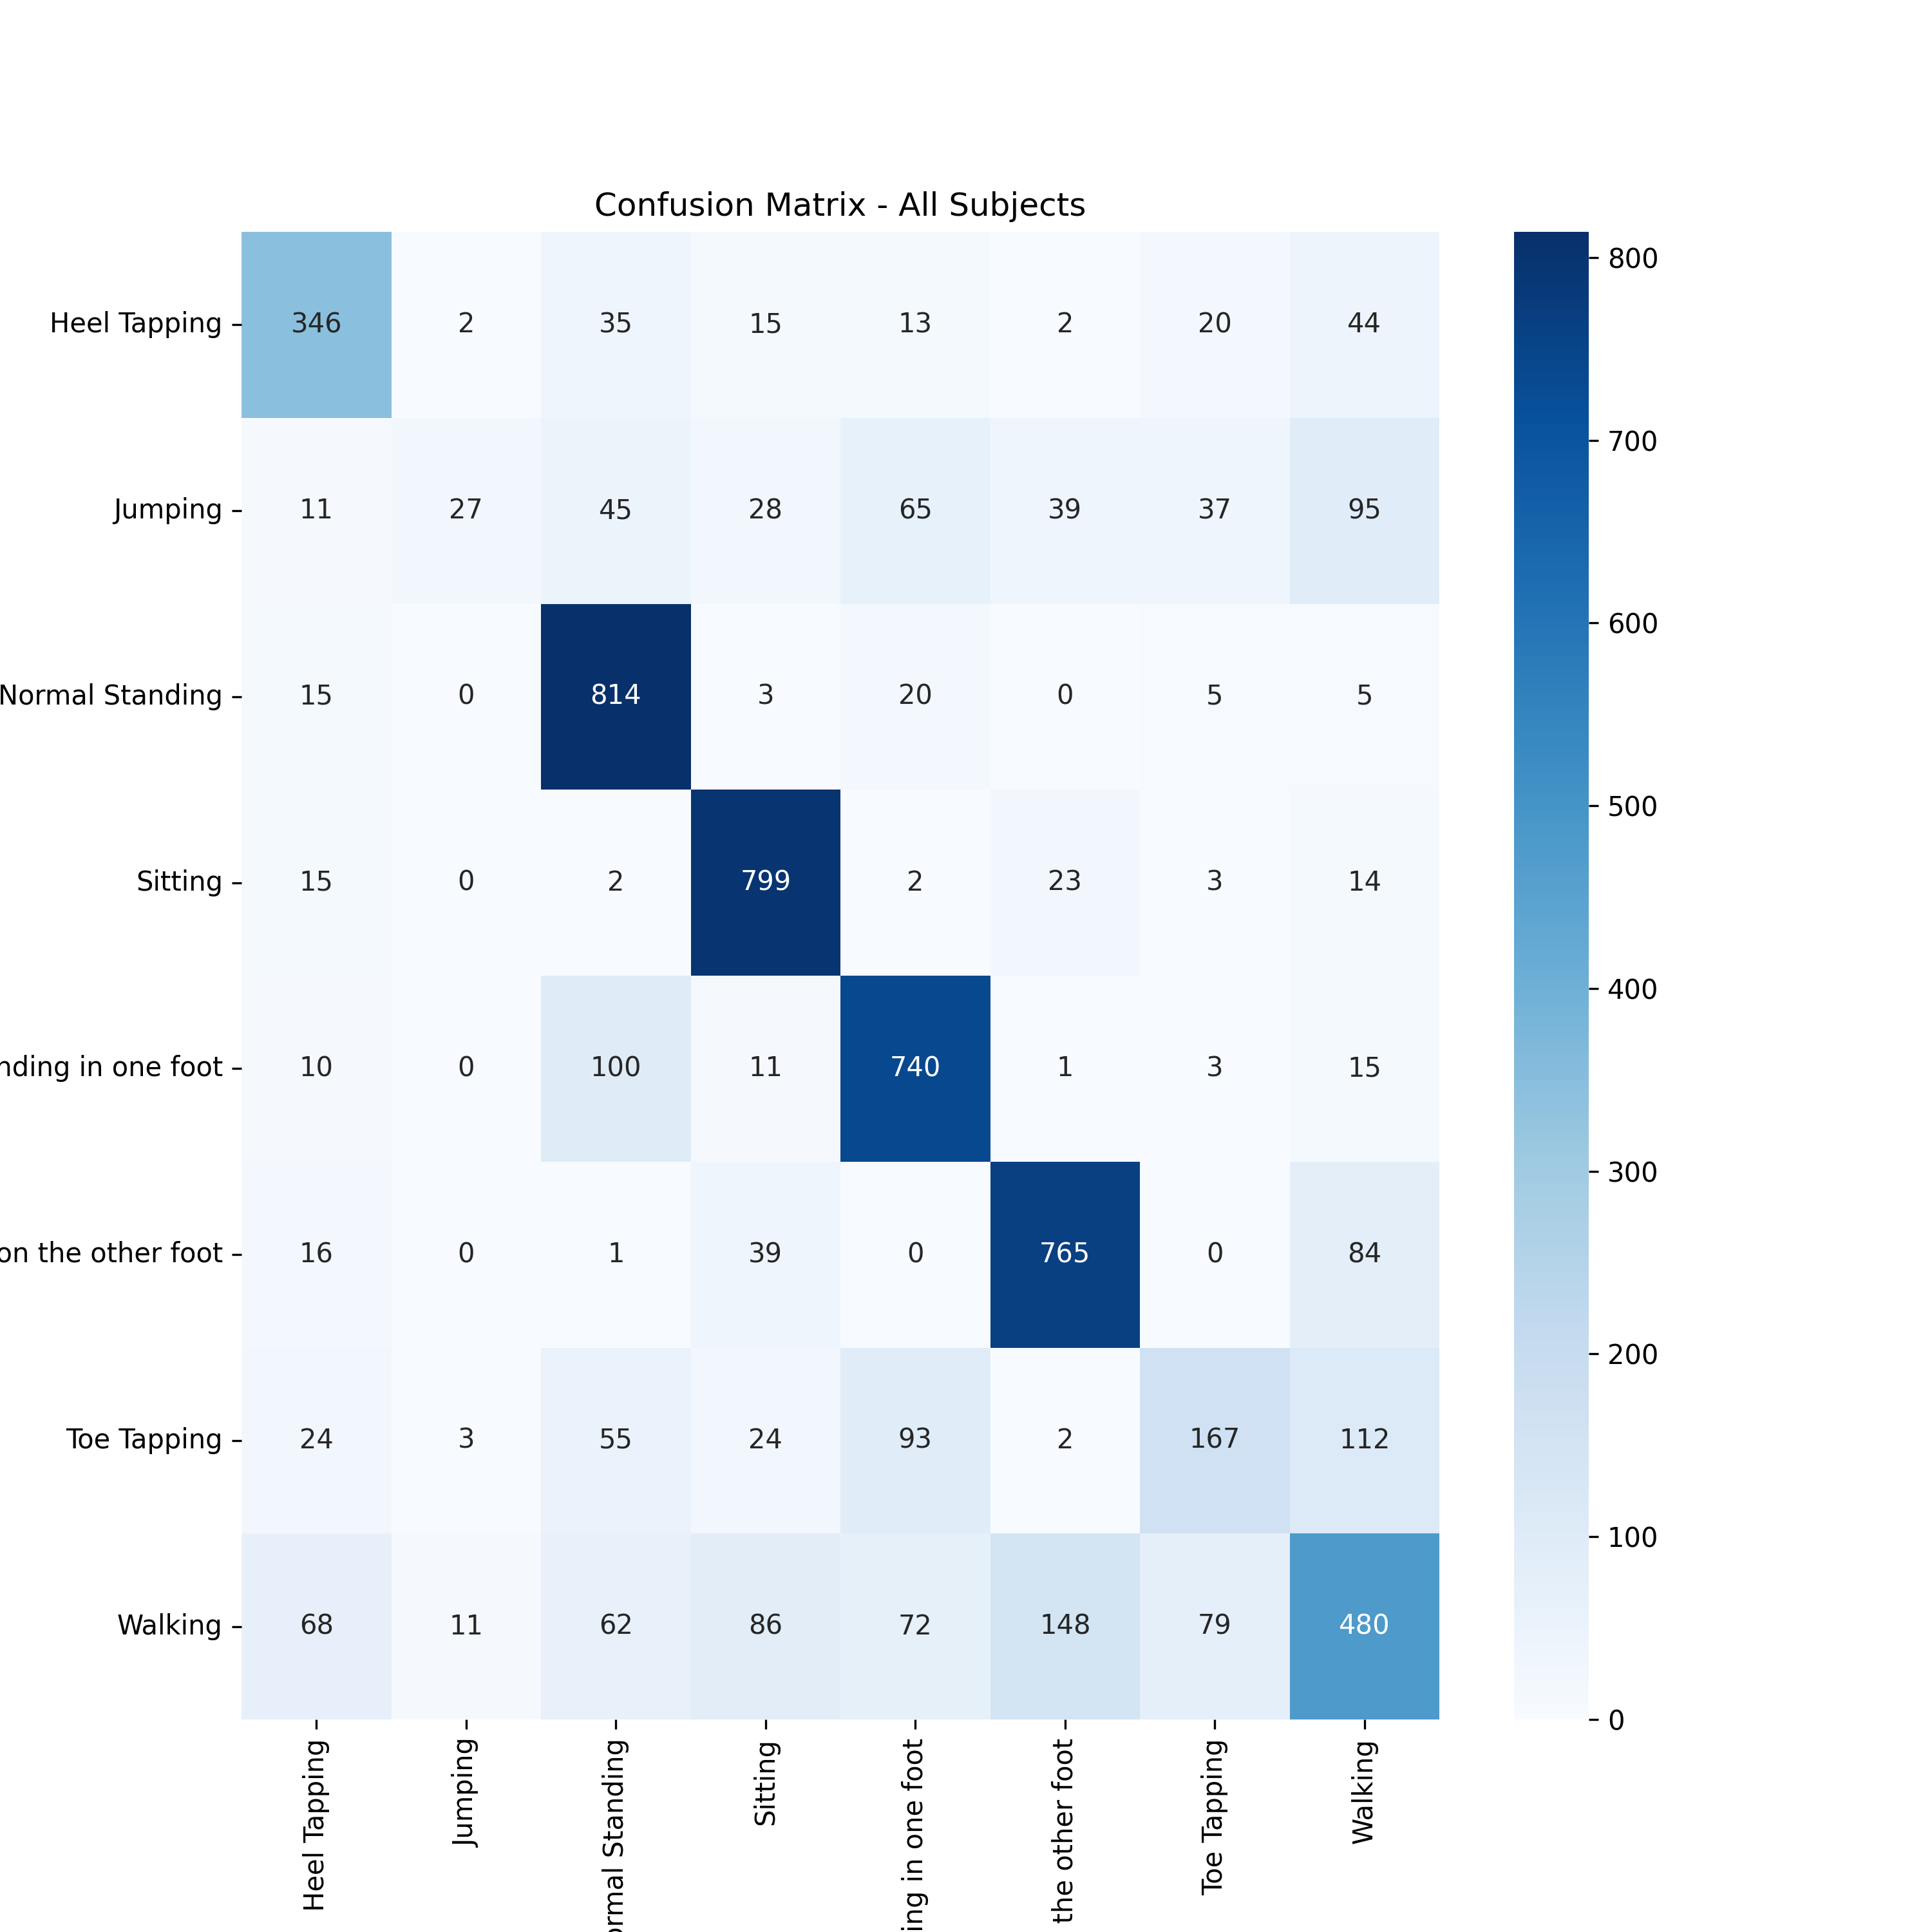 Confusion Matrix - All Subjects
Heel Tapping 346 2 35 15 13 2 20 44
Jumping 11 27 45 28 65 39 37 95
Normal Standing 15 0 814 3 20 0 5 5
Sitting 15 0 2 799 2 23 3 14
nding in one foot 10 0 100 11 740 1 3 15
on the other foot 16 0 1 39 0 765 0 84
Toe Tapping 24 3 55 24 93 2 167 112
Walking 68 11 62 86 72 148 79 480
Heel Tapping
Jumping
ormal Standing
Sitting
ing in one foot
the other foot
Toe Tapping
Walking
800
700
600
500
400
300
200
100
0